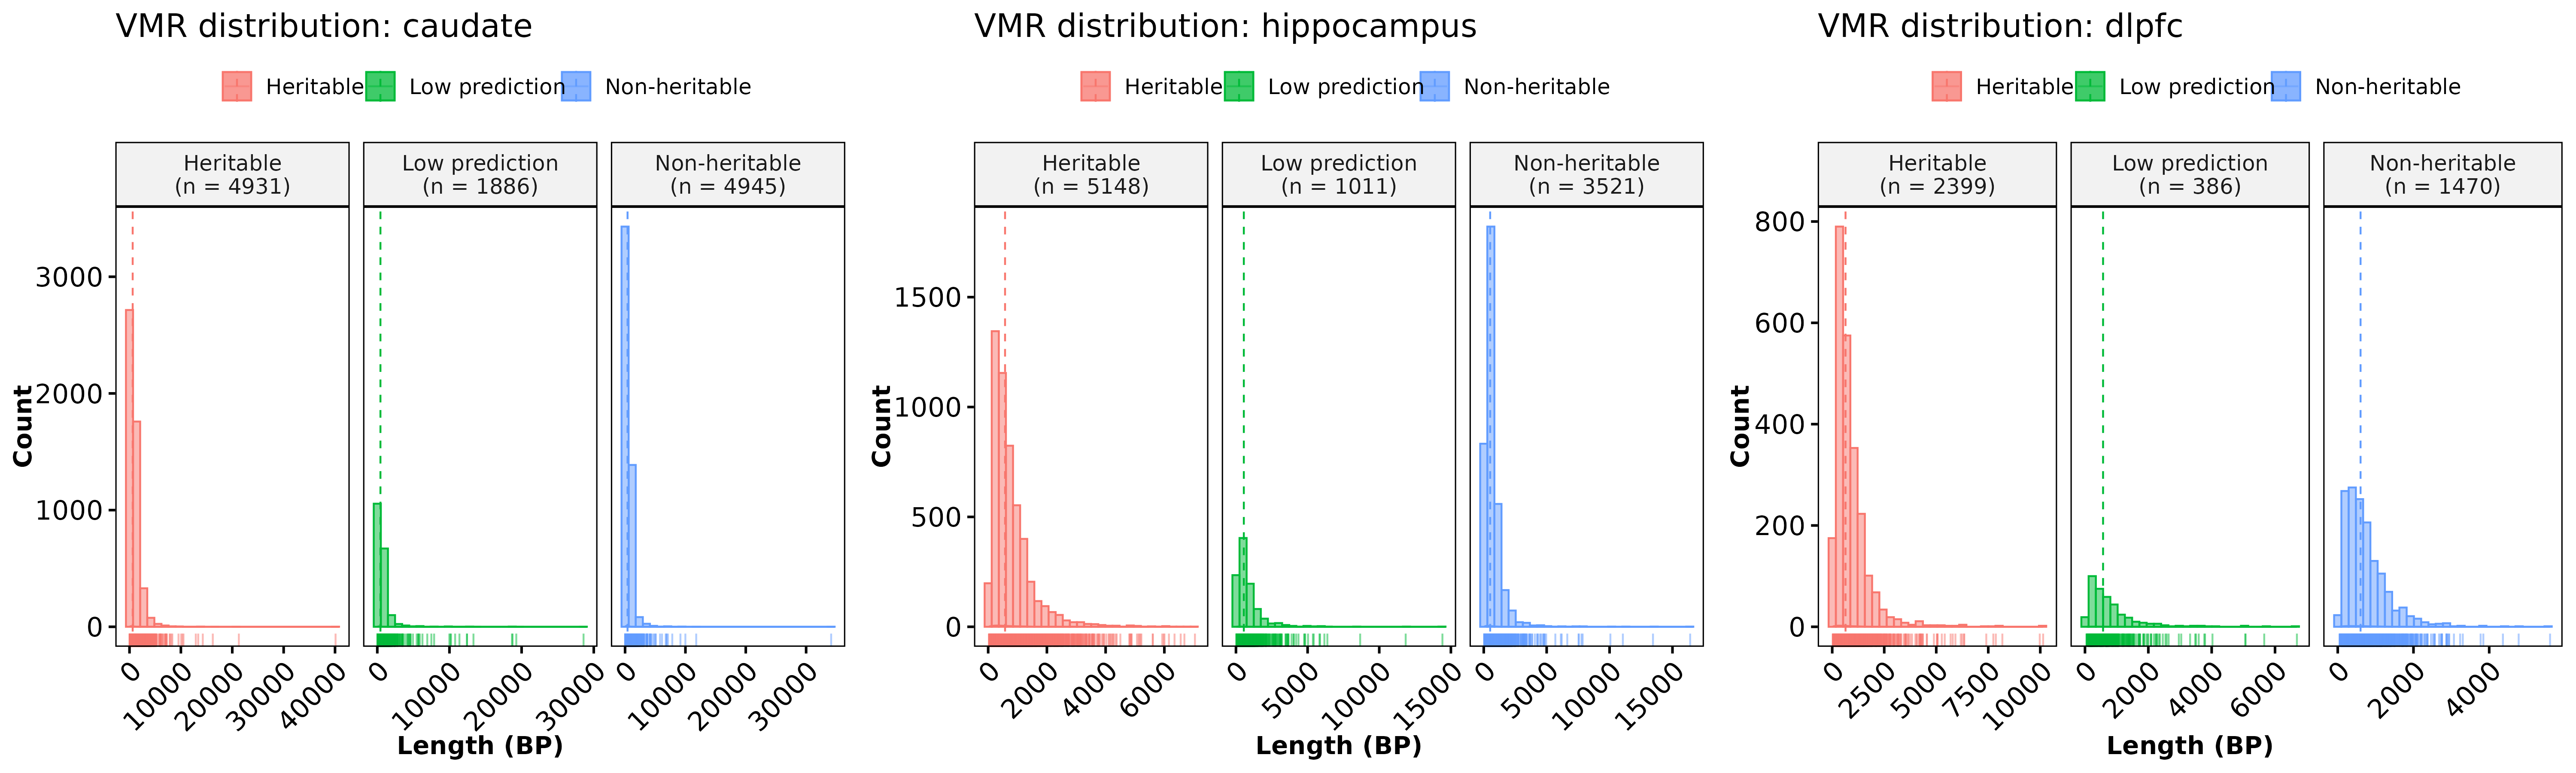 VMR distribution: caudate
Heritable Low prediction Non-heritable
Heritable
(n = 4931)
Low prediction
(n = 1886)
Non-heritable
(n = 4945)
Count
3000
2000
1000
0
0 10000 20000 30000 40000
0 10000 20000 30000
0 10000 20000 30000
Length (BP)
VMR distribution: hippocampus
Heritable Low prediction Non-heritable
Heritable
(n = 5148)
Low prediction
(n = 1011)
Non-heritable
(n = 3521)
Count
1500
1000
500
0
0 2000 4000 6000
0 5000 10000 15000
0 5000 10000 15000
Length (BP)
VMR distribution: dlpfc
Heritable Low prediction Non-heritable
Heritable
(n = 2399)
Low prediction
(n = 386)
Non-heritable
(n = 1470)
Count
800
600
400
200
0
0 2500 5000 7500 10000
0 2000 4000 6000
0 2000 4000
Length (BP)